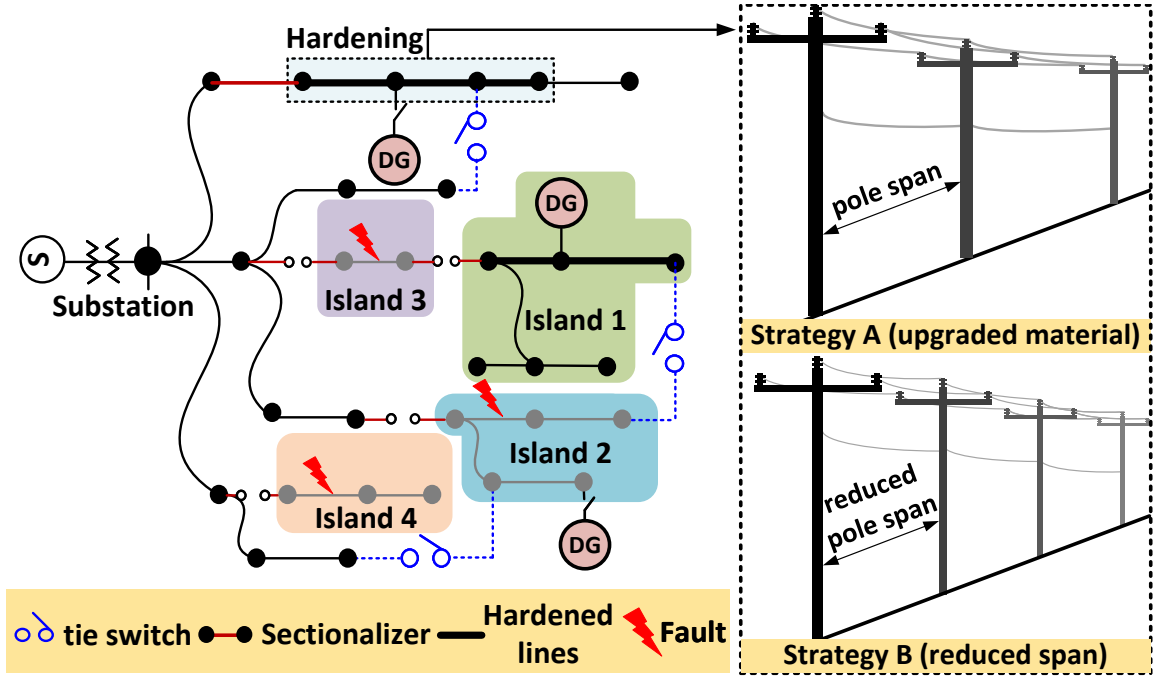 Hardening
DG
DG
S
Substation
Island 3
Island 1
Island 2
Island 4
DG
tie switch
Sectionalizer
Hardened
lines
Fault
pole span
Strategy A (upgraded material)
reduced
pole span
Strategy B (reduced span)